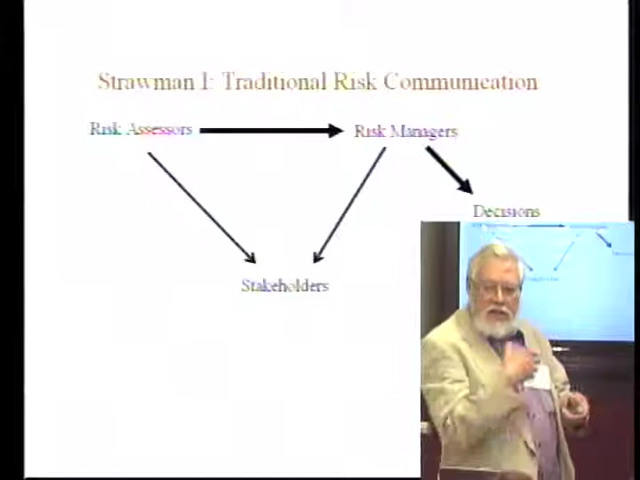 Strawman I: Traditional Risk Communication
Risk Assessors
Risk Managers
Decisions
Stakeholders